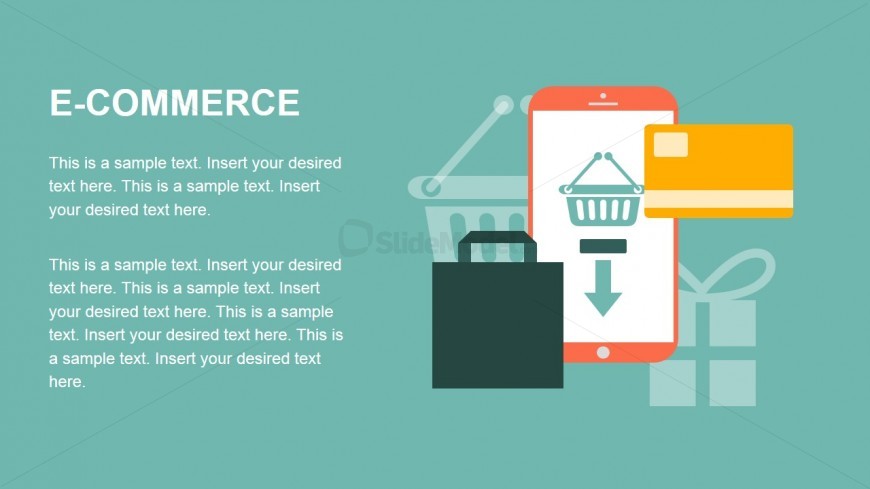 E-COMMERCE
This is a sample text. Insert your desired
text here. This is a sample text. Insert
your desired text here.
This is a sample text. Insert your desired
text here. This is a sample text. Insert
your desired text here. This is a sample
text. Insert your desired text here. This is
a sample text. Insert your desired text
here.
SlideModel